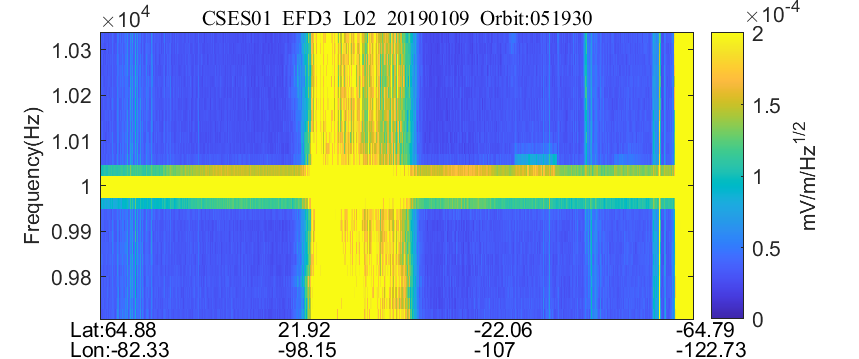 ×10⁴ CSES01 EFD3 L02 20190109 Orbit:051930 ×10⁻⁴
1.03
1.02
1.01
1
0.99
0.98
Frequency(Hz)
2
1.5
1
0.5
0
mV/m/Hz^1/2
Lat:64.88 21.92 -22.06 -64.79
Lon:-82.33 -98.15 -107 -122.73